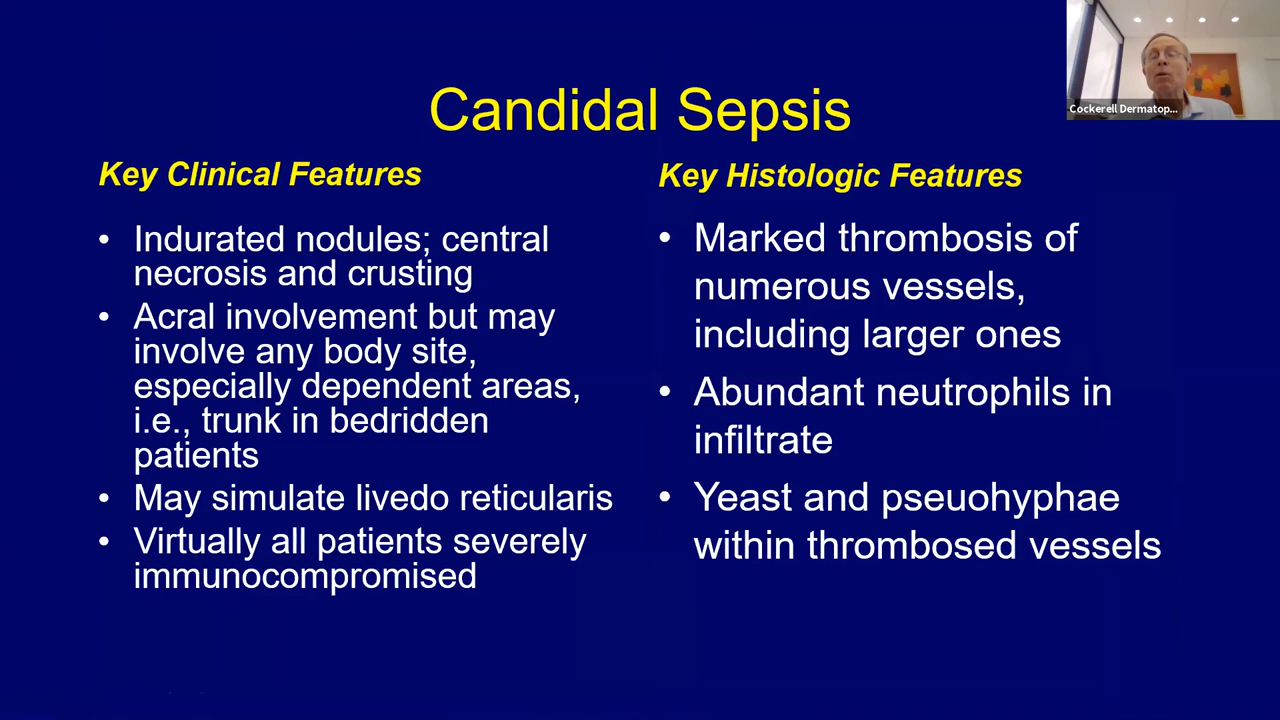 Cockerell Dermatop...
Candidal Sepsis
Key Clinical Features
• Indurated nodules; central
necrosis and crusting
• Acral involvement but may
involve any body site,
especially dependent areas,
i.e., trunk in bedridden
patients
• May simulate livedo reticularis
• Virtually all patients severely
immunocompromised
Key Histologic Features
• Marked thrombosis of
numerous vessels,
including larger ones
• Abundant neutrophils in
infiltrate
• Yeast and pseuohyphae
within thrombosed vessels